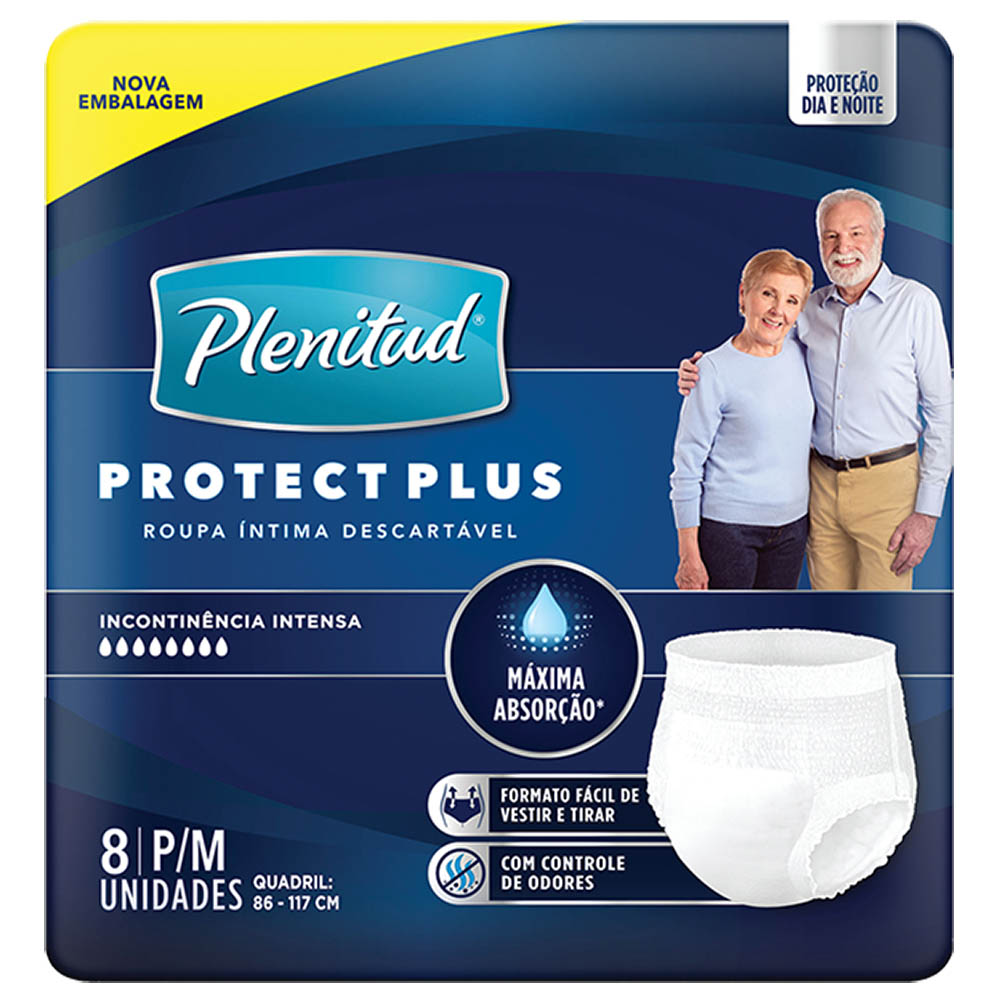 NOVA
EMBALAGEM
PROTEÇÃO
DIA E NOITE
Plenitud®
PROTECT PLUS
ROUPA ÍNTIMA DESCARTÁVEL
INCONTINÊNCIA INTENSA
MÁXIMA
ABSORÇÃO*
FORMATO FÁCIL DE
VESTIR E TIRAR
COM CONTROLE
DE ODORES
8 | P/M
UNIDADES
QUADRIL:
86 - 117 CM